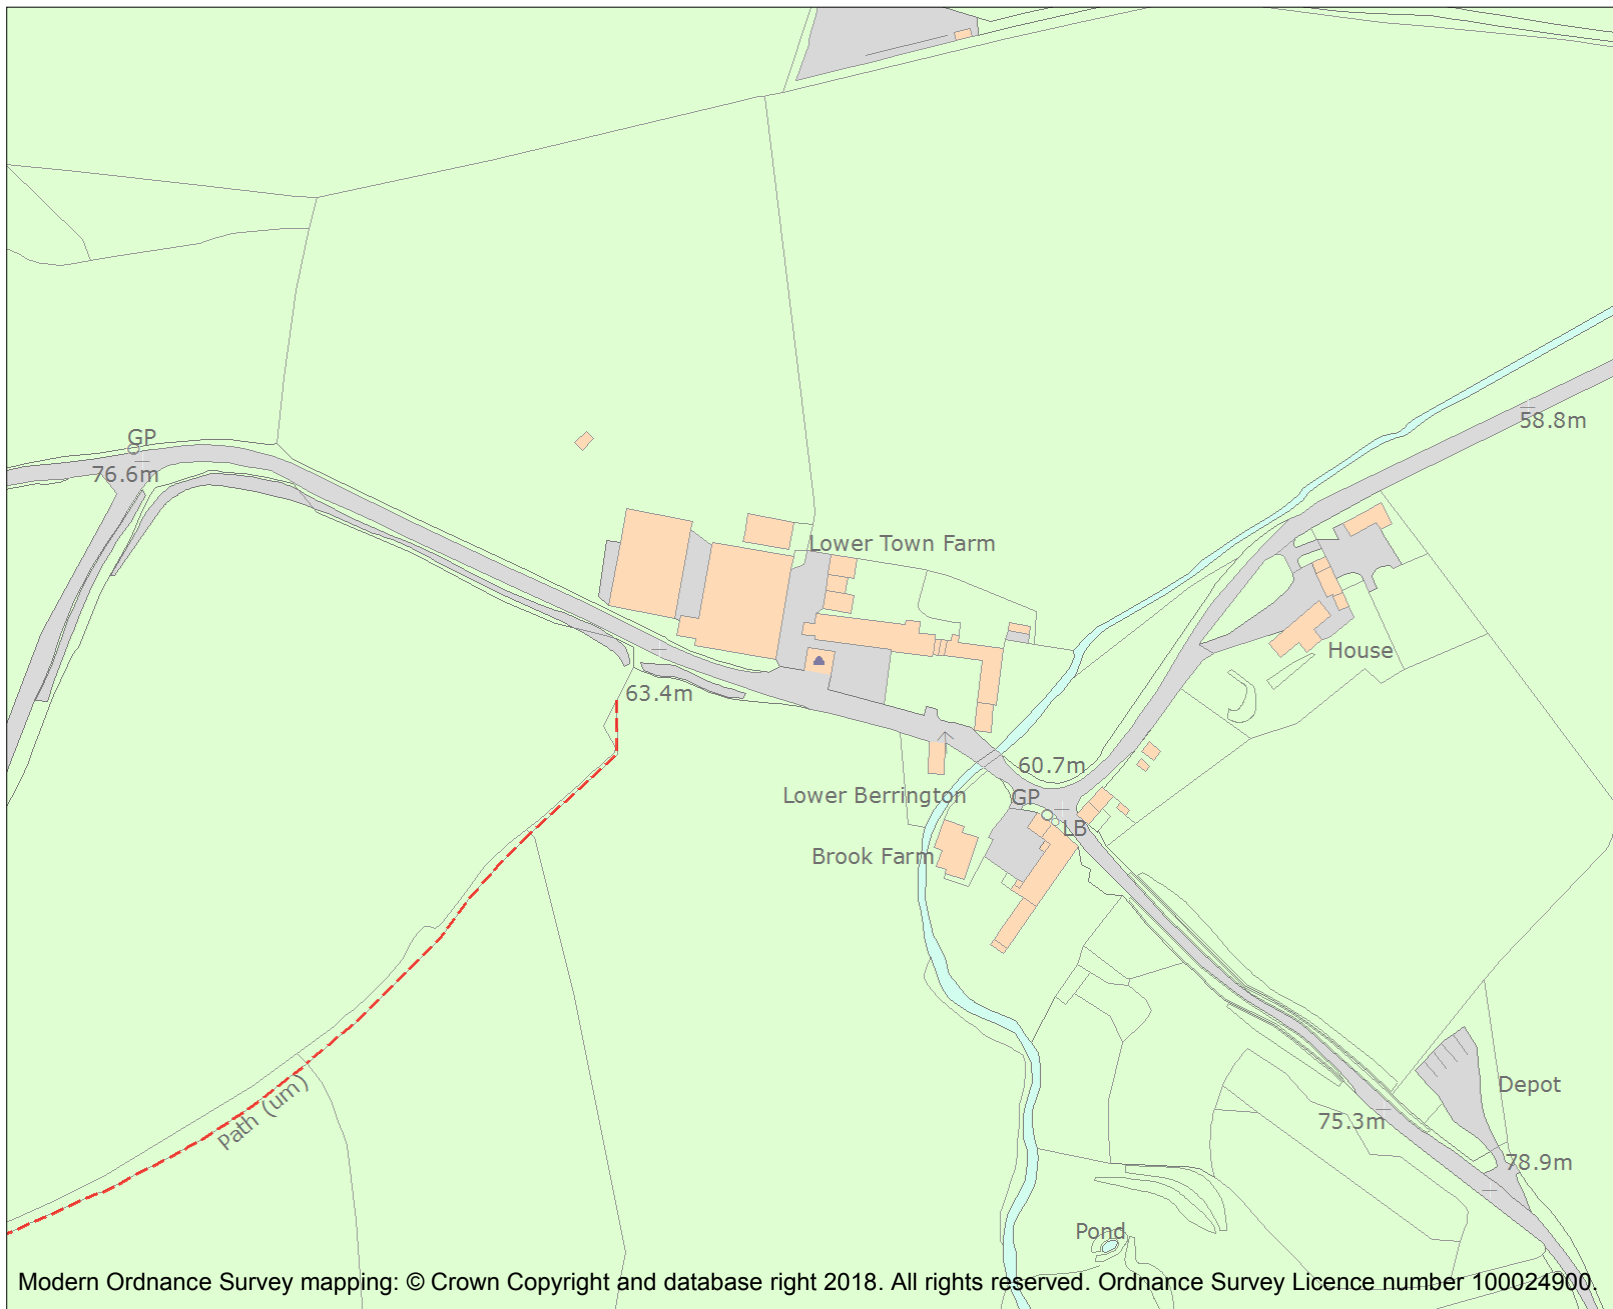 58.8m
GP
76.6m
Lower Town Farm
House
63.4m
60.7m
Lower Berrington
GP
LB
Brook Farm
Path (um)
Depot
75.3m
78.9m
Pond
Modern Ordnance Survey mapping: © Crown Copyright and database right 2018. All rights reserved. Ordnance Survey Licence number 100024900.